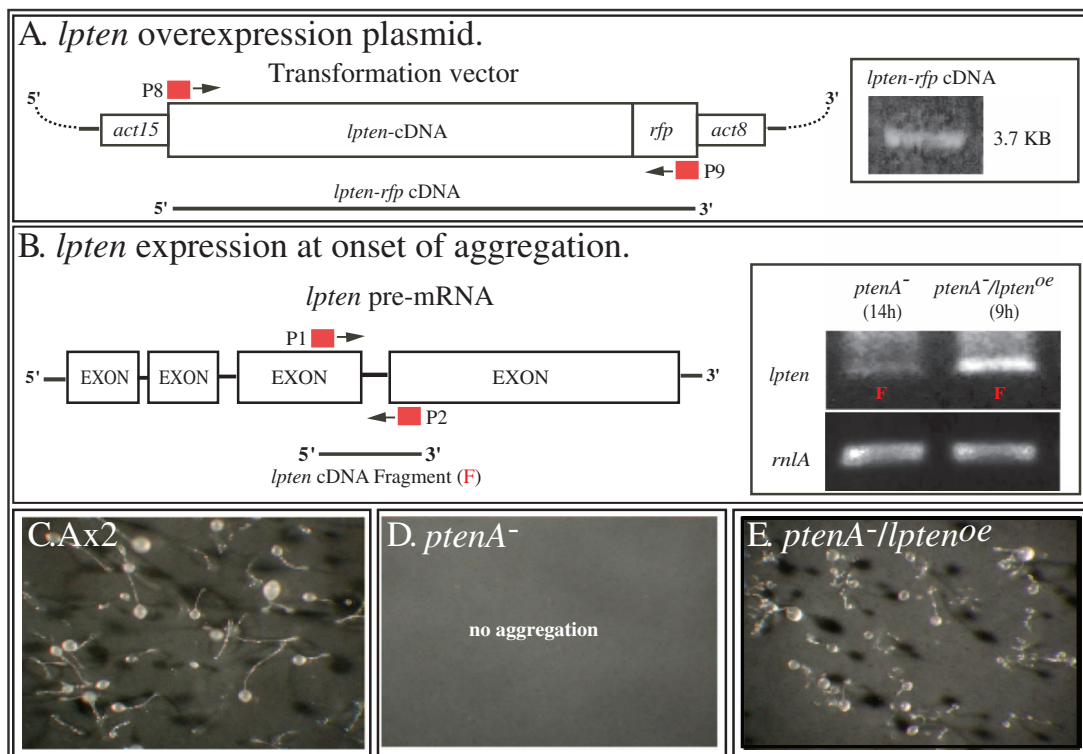 A. lpten overexpression plasmid.
Transformation vector
P8
5'
3'
act15
lpten-cDNA
rfp
act8
P9
lpten-rfp cDNA
5'
3'
lpten-rfp cDNA
3.7 KB
B. lpten expression at onset of aggregation.
lpten pre-mRNA
P1
5'
EXON
EXON
EXON
EXON
3'
P2
5'
3'
lpten cDNA Fragment (F)
ptenA-
ptenA-/lptenoe
(14h)
(9h)
lpten
F
F
rnlA
C.Ax2
D. ptenA-
no aggregation
E. ptenA-/lptenoe